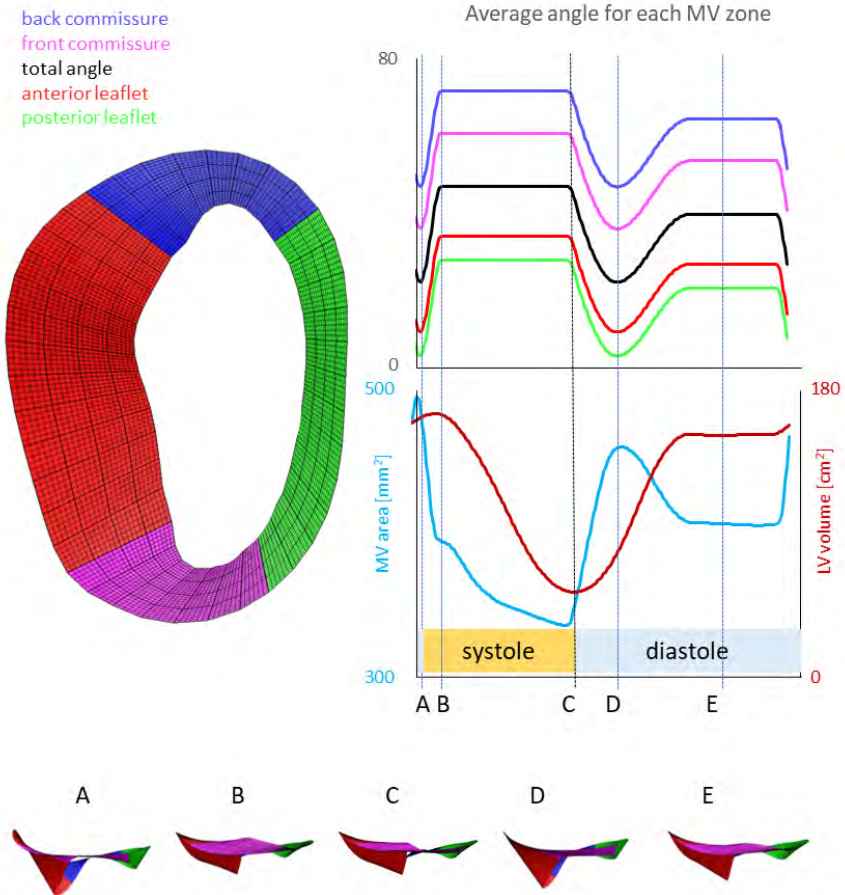 back commissure
front commissure
total angle
anterior leaflet
posterior leaflet
Average angle for each MV zone
80
0
500
180
MV area [mm²]
LV volume [cm²]
systole
diastole
300
0
A B C D E
A B C D E